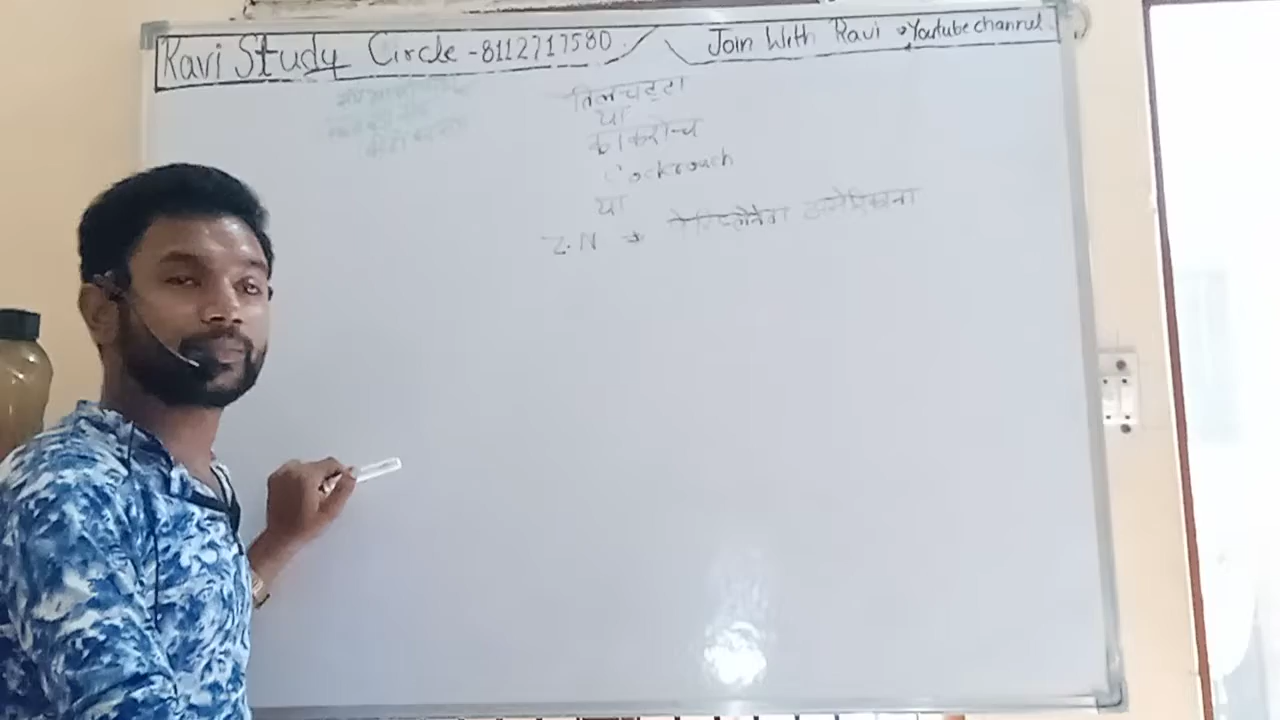 Ravi Study Circle - 8112717580
Join With Ravi Youtube channel
तिलचट्टा
या
काकरोच
Cockroach
या
Z.N → पेरिप्लेनेटा अमेरिकाना